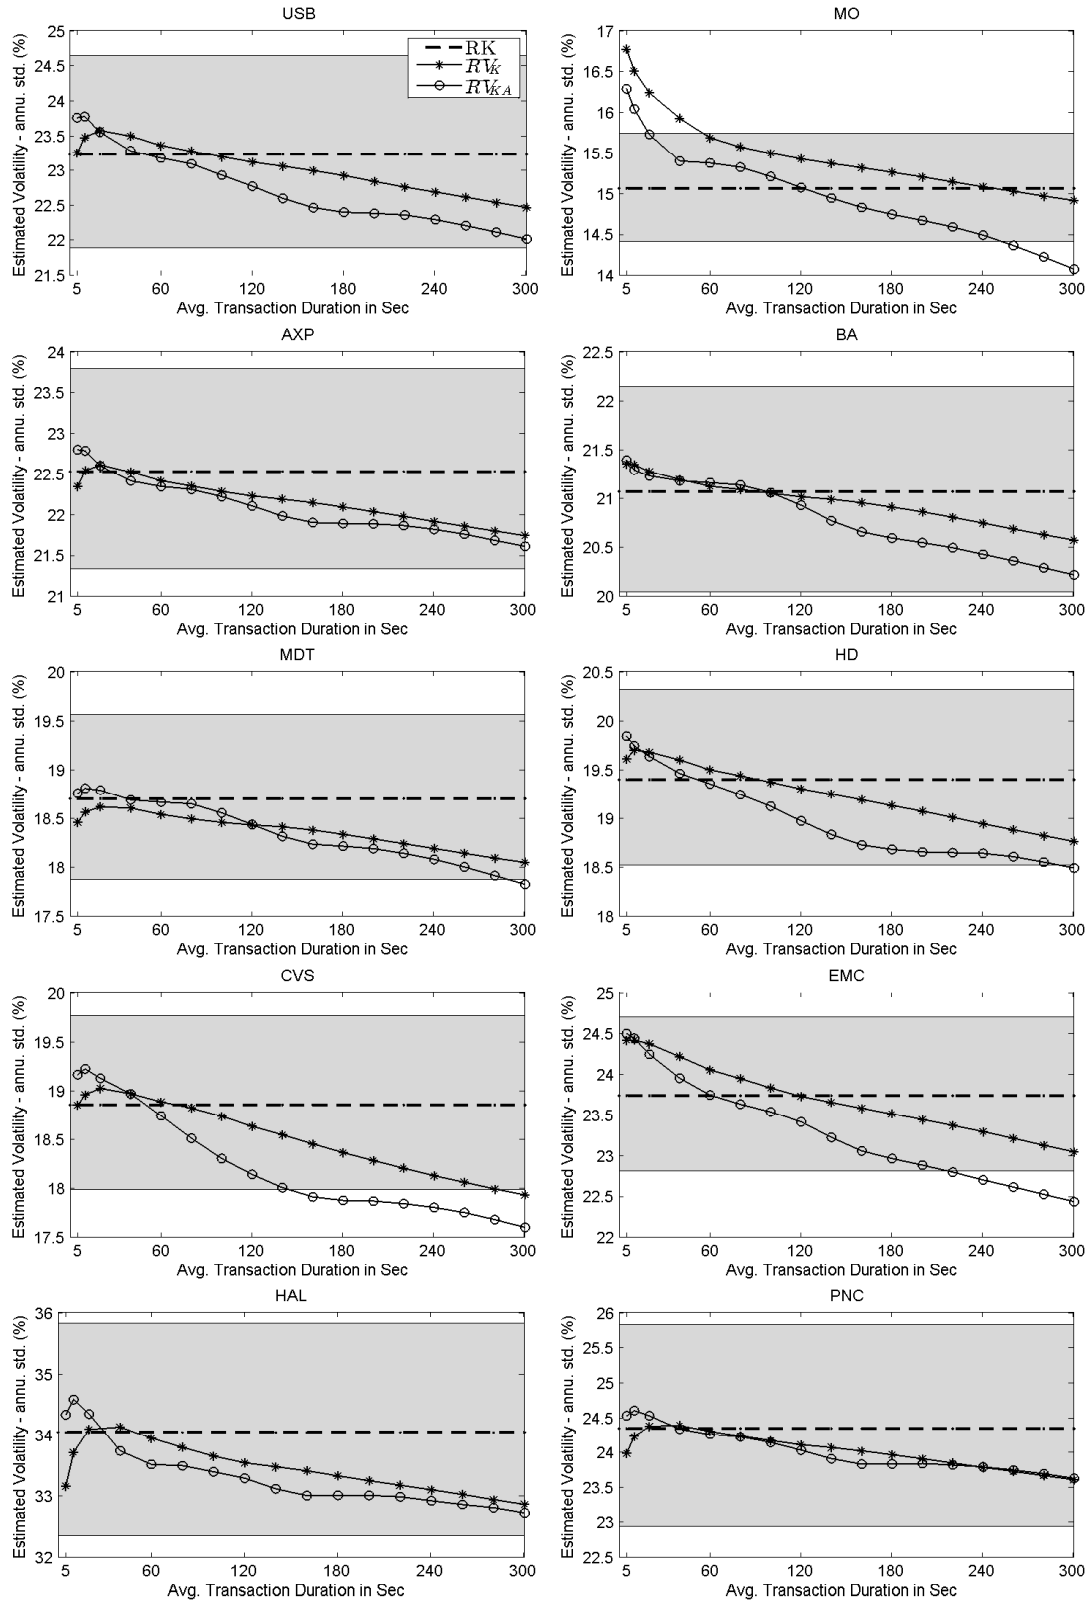 USB
25
24.5
24
23.5
23
22.5
22
21.5
5 60 120 180 240 300
Estimated Volatility - annu. std. (%)
Avg. Transaction Duration in Sec
RK
RV_K
RV_KA
MO
17
16.5
16
15.5
15
14.5
14
5 60 120 180 240 300
Estimated Volatility - annu. std. (%)
Avg. Transaction Duration in Sec
AXP
24
23.5
23
22.5
22
21.5
21
5 60 120 180 240 300
Estimated Volatility - annu. std. (%)
Avg. Transaction Duration in Sec
BA
22.5
22
21.5
21
20.5
20
5 60 120 180 240 300
Estimated Volatility - annu. std. (%)
Avg. Transaction Duration in Sec
MDT
20
19.5
19
18.5
18
17.5
5 60 120 180 240 300
Estimated Volatility - annu. std. (%)
Avg. Transaction Duration in Sec
HD
20.5
20
19.5
19
18.5
18
5 60 120 180 240 300
Estimated Volatility - annu. std. (%)
Avg. Transaction Duration in Sec
CVS
20
19.5
19
18.5
18
17.5
5 60 120 180 240 300
Estimated Volatility - annu. std. (%)
Avg. Transaction Duration in Sec
EMC
25
24.5
24
23.5
23
22.5
22
5 60 120 180 240 300
Estimated Volatility - annu. std. (%)
Avg. Transaction Duration in Sec
HAL
36
35
34
33
32
5 60 120 180 240 300
Estimated Volatility - annu. std. (%)
Avg. Transaction Duration in Sec
PNC
26
25.5
25
24.5
24
23.5
23
22.5
5 60 120 180 240 300
Estimated Volatility - annu. std. (%)
Avg. Transaction Duration in Sec